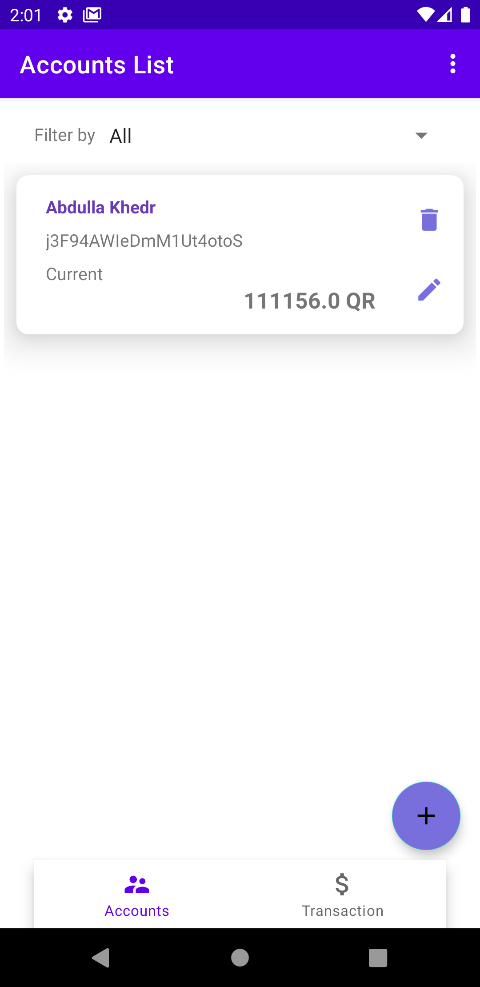 2:01
Accounts List
Filter by All
Abdulla Khedr
j3F94AWIeDmM1Ut4otoS
Current
111156.0 QR
Accounts
Transaction